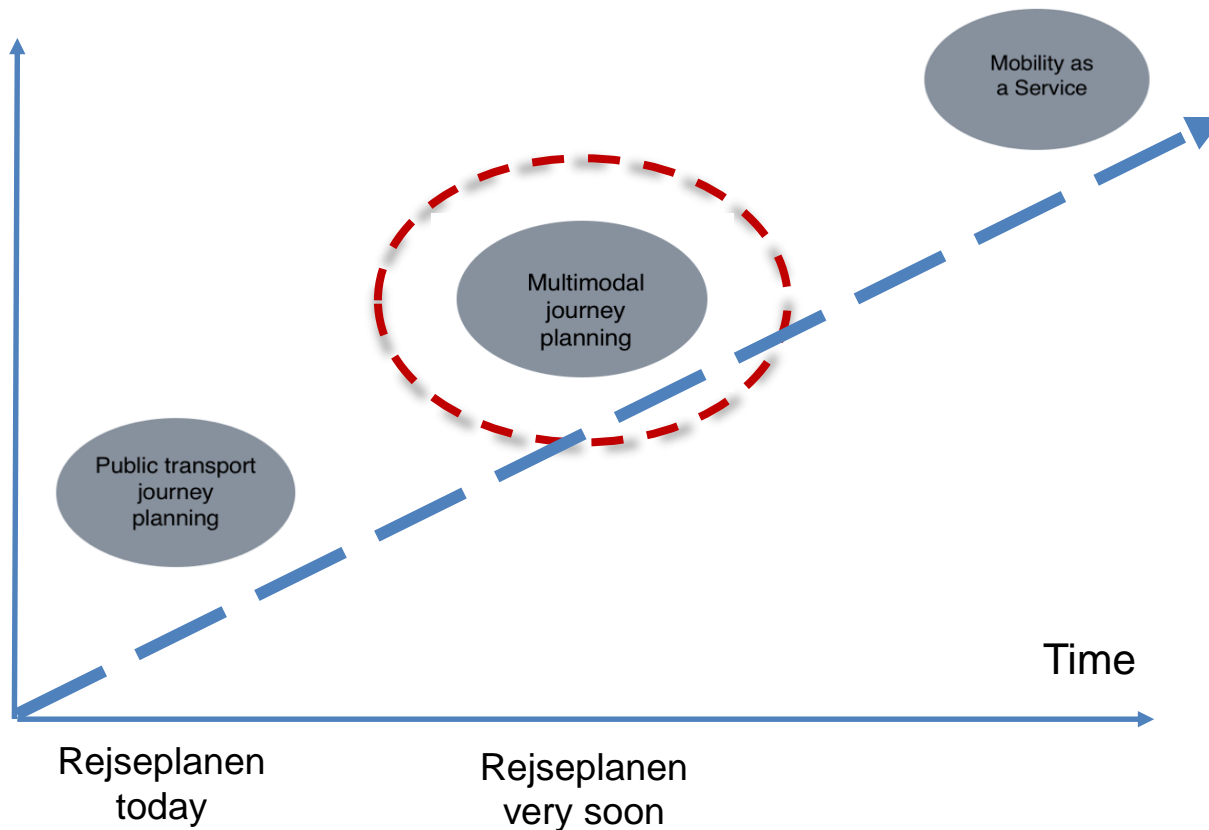 Mobility as
a Service
Multimodal
journey
planning
Public transport
journey
planning
Time
Rejseplanen
today
Rejseplanen
very soon